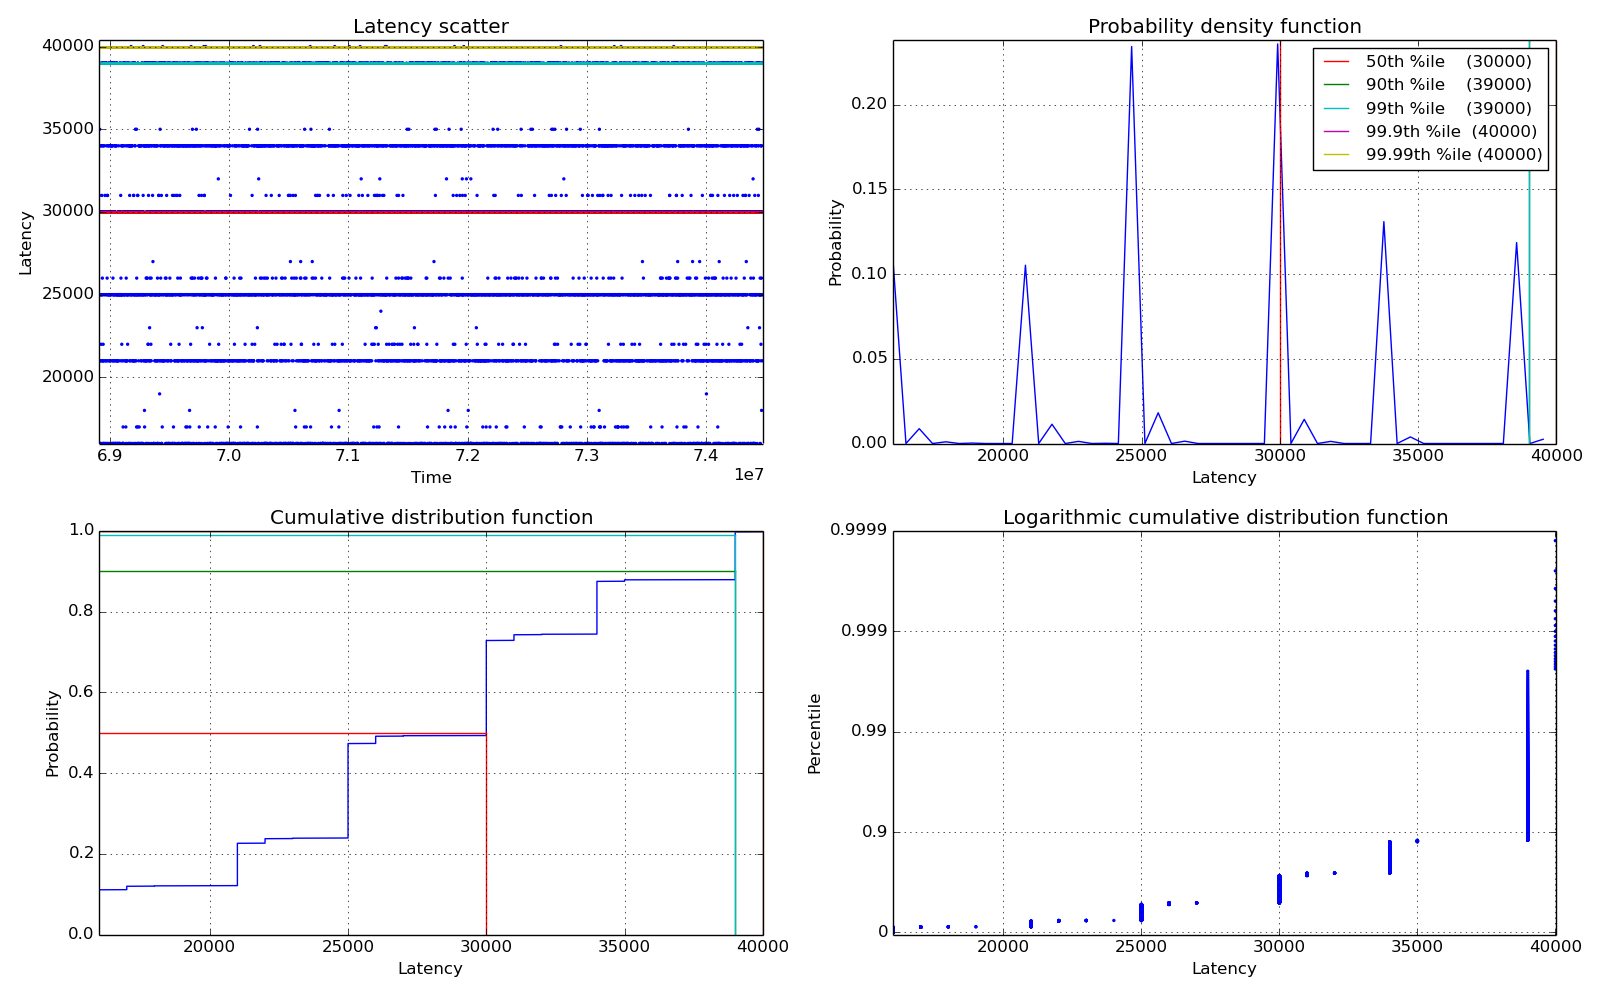 Latency scatter
40000
35000
30000
25000
20000
Latency
6.9 7.0 7.1 7.2 7.3 7.4
1e7
Time
Probability density function
0.20
0.15
0.10
0.05
0.00
Probability
50th %ile (30000)
90th %ile (39000)
99th %ile (39000)
99.9th %ile (40000)
99.99th %ile (40000)
20000 25000 30000 35000 40000
Latency
Cumulative distribution function
1.0
0.8
0.6
0.4
0.2
0.0
Probability
20000 25000 30000 35000 40000
Latency
Logarithmic cumulative distribution function
0.9999
0.999
0.99
0.9
0
Percentile
20000 25000 30000 35000 40000
Latency